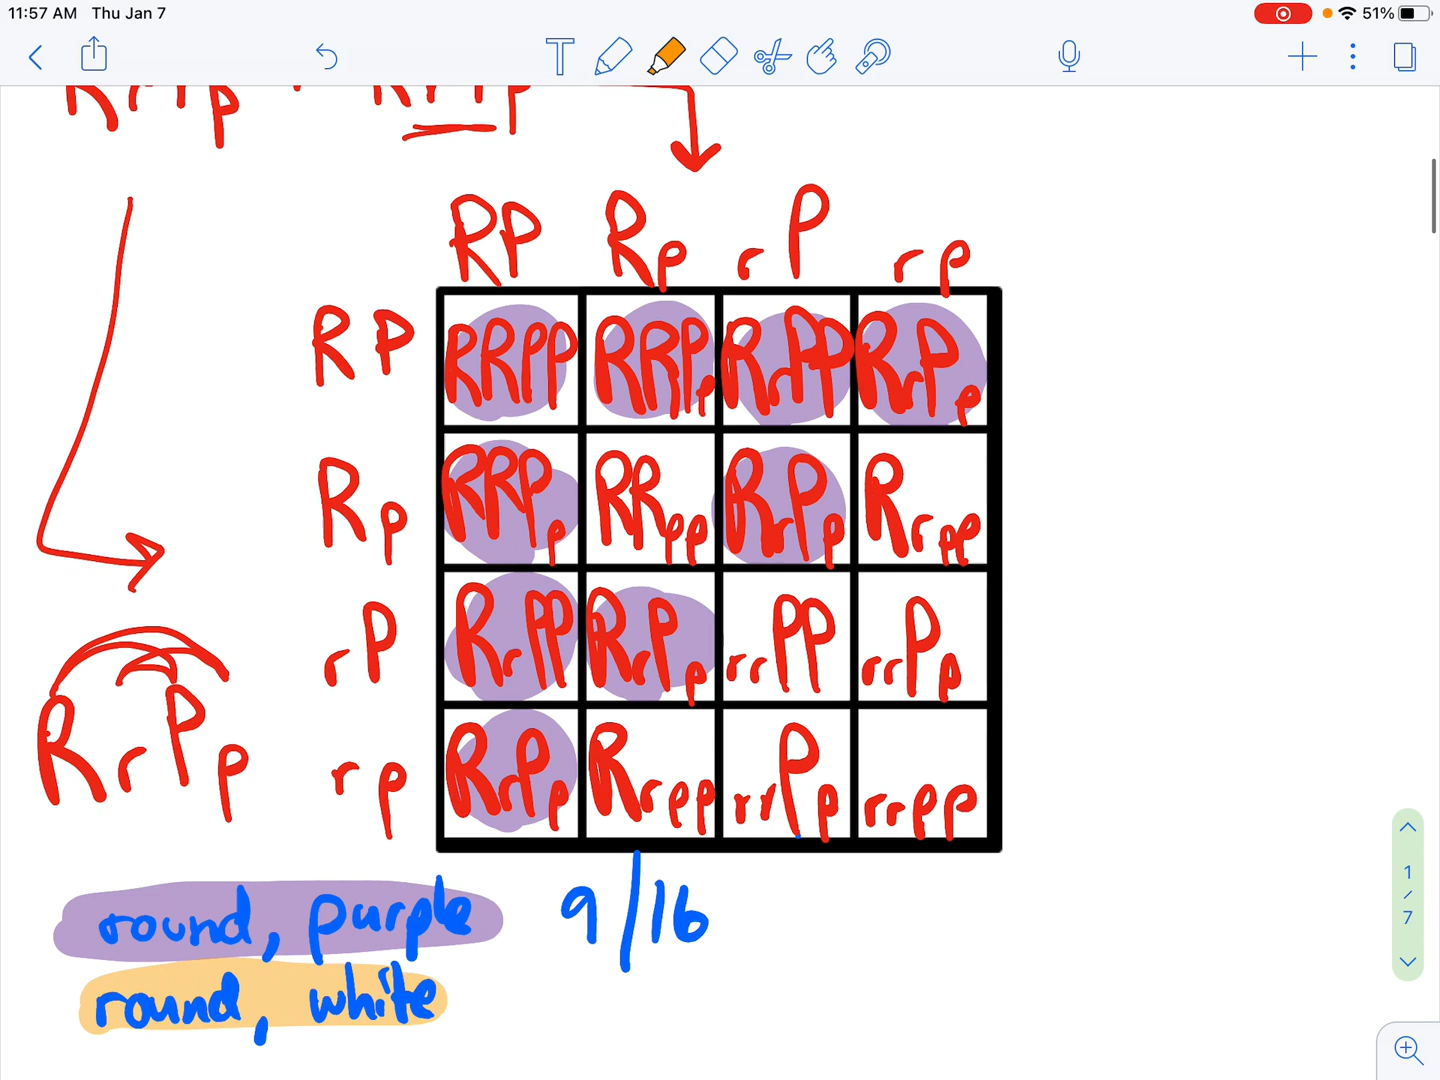 11:57 AM Thu Jan 7 51%
T
RrPp RrPp
RP Rp rP rp
RP RRPP RRPp RrPP RrPp
Rp RRPp RRpp RrPp Rrpp
rP RrPP RrPp rrPP rrPp
RrPp
rp RrPp Rrpp rrPp rrpp
1
/
7
round, purple 9/16
round, white